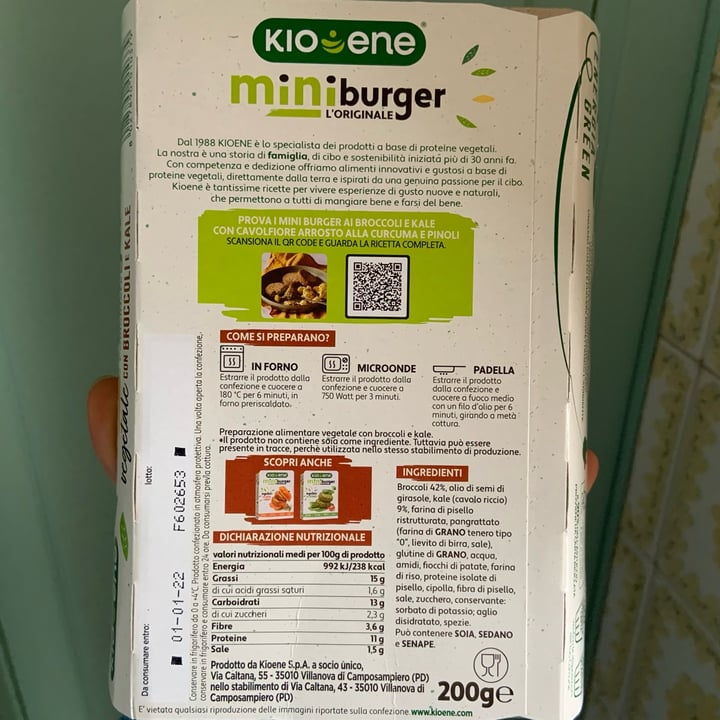 KIOENE
miniburger
L'ORIGINALE
Dal 1988 KIOENE è lo specialista dei prodotti a base di proteine vegetali.
La nostra è una storia di famiglia, di cibo e sostenibilità iniziata più di 30 anni fa.
Con competenza e dedizione offriamo alimenti innovativi e gustosi a base di
proteine vegetali, direttamente dalla terra e ispirati da una genuina passione per il cibo.
Kioene è tantissime ricette per vivere esperienze di gusto nuove e naturali,
che permettono a tutti di mangiare bene e farsi del bene.
PROVA I MINI BURGER AI BROCCOLI E KALE
CON CAVOLFIORE ARROSTO ALLA CURCUMA E PINOLI
SCANSIONA IL QR CODE E GUARDA LA RICETTA COMPLETA.
COME SI PREPARANO?
IN FORNO
Estrarre il prodotto dalla
confezione e cuocere a
180 °C per 6 minuti, in
forno preriscaldato.
MICROONDE
Estrarre il prodotto dalla
confezione e cuocere a
750 Watt per 3 minuti.
PADELLA
Estrarre il prodotto
dalla confezione e
cuocere a fuoco medio
con un filo d'olio per 6
minuti, girando a metà
cottura.
Preparazione alimentare vegetale con broccoli e kale.
•Il prodotto non contiene soia come ingrediente. Tuttavia può essere
presente in tracce, perchè utilizzata nello stesso stabilimento di produzione.
SCOPRI ANCHE
miniburger
miniburger
DICHIARAZIONE NUTRIZIONALE
valori nutrizionali medi per 100g di prodotto
Energia 992 kJ/238 kcal
Grassi 15 g
di cui acidi grassi saturi 1,6 g
Carboidrati 13 g
di cui zuccheri 2,3 g
Fibre 3,6 g
Proteine 11 g
Sale 1,5 g
INGREDIENTI
Broccoli 42%, olio di semi di
girasole, kale (cavolo riccio)
9%, farina di pisello
ristrutturata, pangrattato
(farina di GRANO tenero tipo
"0", lievito di birra, sale),
glutine di GRANO, acqua,
amidi, fiocchi di patate, farina
di riso, proteine isolate di
pisello, cipolla, fibra di pisello,
sale, zucchero, conservante:
sorbato di potassio; aglio
disidratato, spezie.
Può contenere SOIA, SEDANO
e SENAPE.
Prodotto da Kioene S.p.A. a socio único,
Via Caltana, 55 - 35010 Villanova di Camposampiero (PD)
nello stabilimento di Via Caltana, 43 - 35010 Villanova di
Camposampiero (PD)
200g e
E' vietata qualsiasi riproduzione delle immagini riportate sulla confezione. www.kioene.com
Da consumare entro:
01-01-22
lotto:
F602653
Conservare in frigorifero da 0 a +4°C. Prodotto confezionato in atmosfera protettiva. Una volta aperta la confezione,
conservare in frigorifero e consumare entro 24 ore. Da consumarsi previa cottura.
vegetale CON BROCCOLI E KALE
GREEN